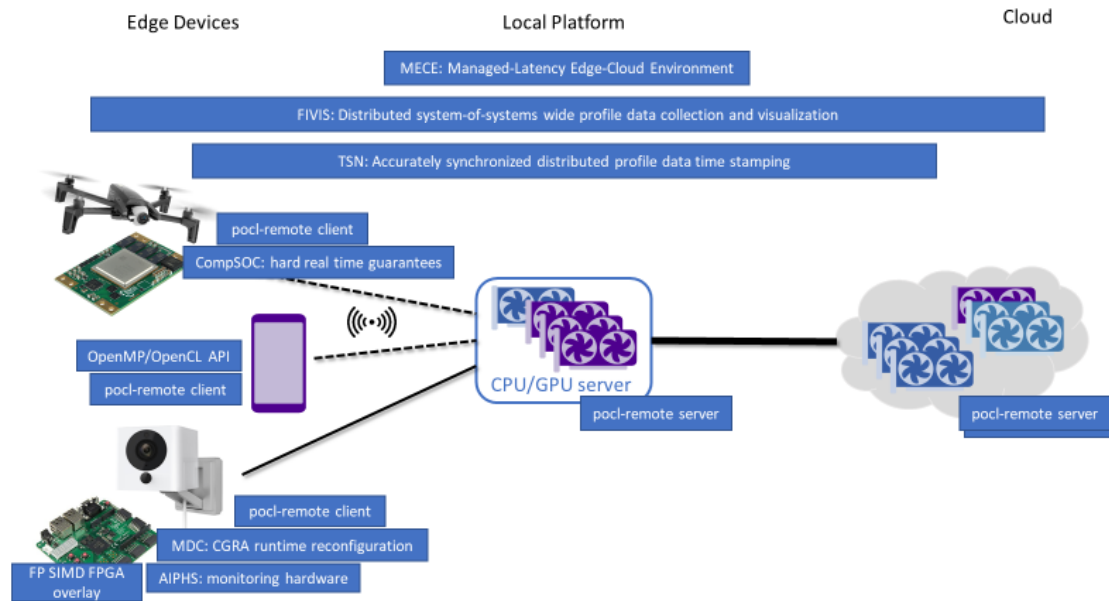 Edge Devices
Local Platform
Cloud
MECE: Managed-Latency Edge-Cloud Environment
FIVIS: Distributed system-of-systems wide profile data collection and visualization
TSN: Accurately synchronized distributed profile data time stamping
pocl-remote client
CompSOC: hard real time guarantees
OpenMP/OpenCL API
pocl-remote client
CPU/GPU server
pocl-remote server
pocl-remote server
pocl-remote client
MDC: CGRA runtime reconfiguration
FP SIMD FPGA
overlay
AIPHS: monitoring hardware